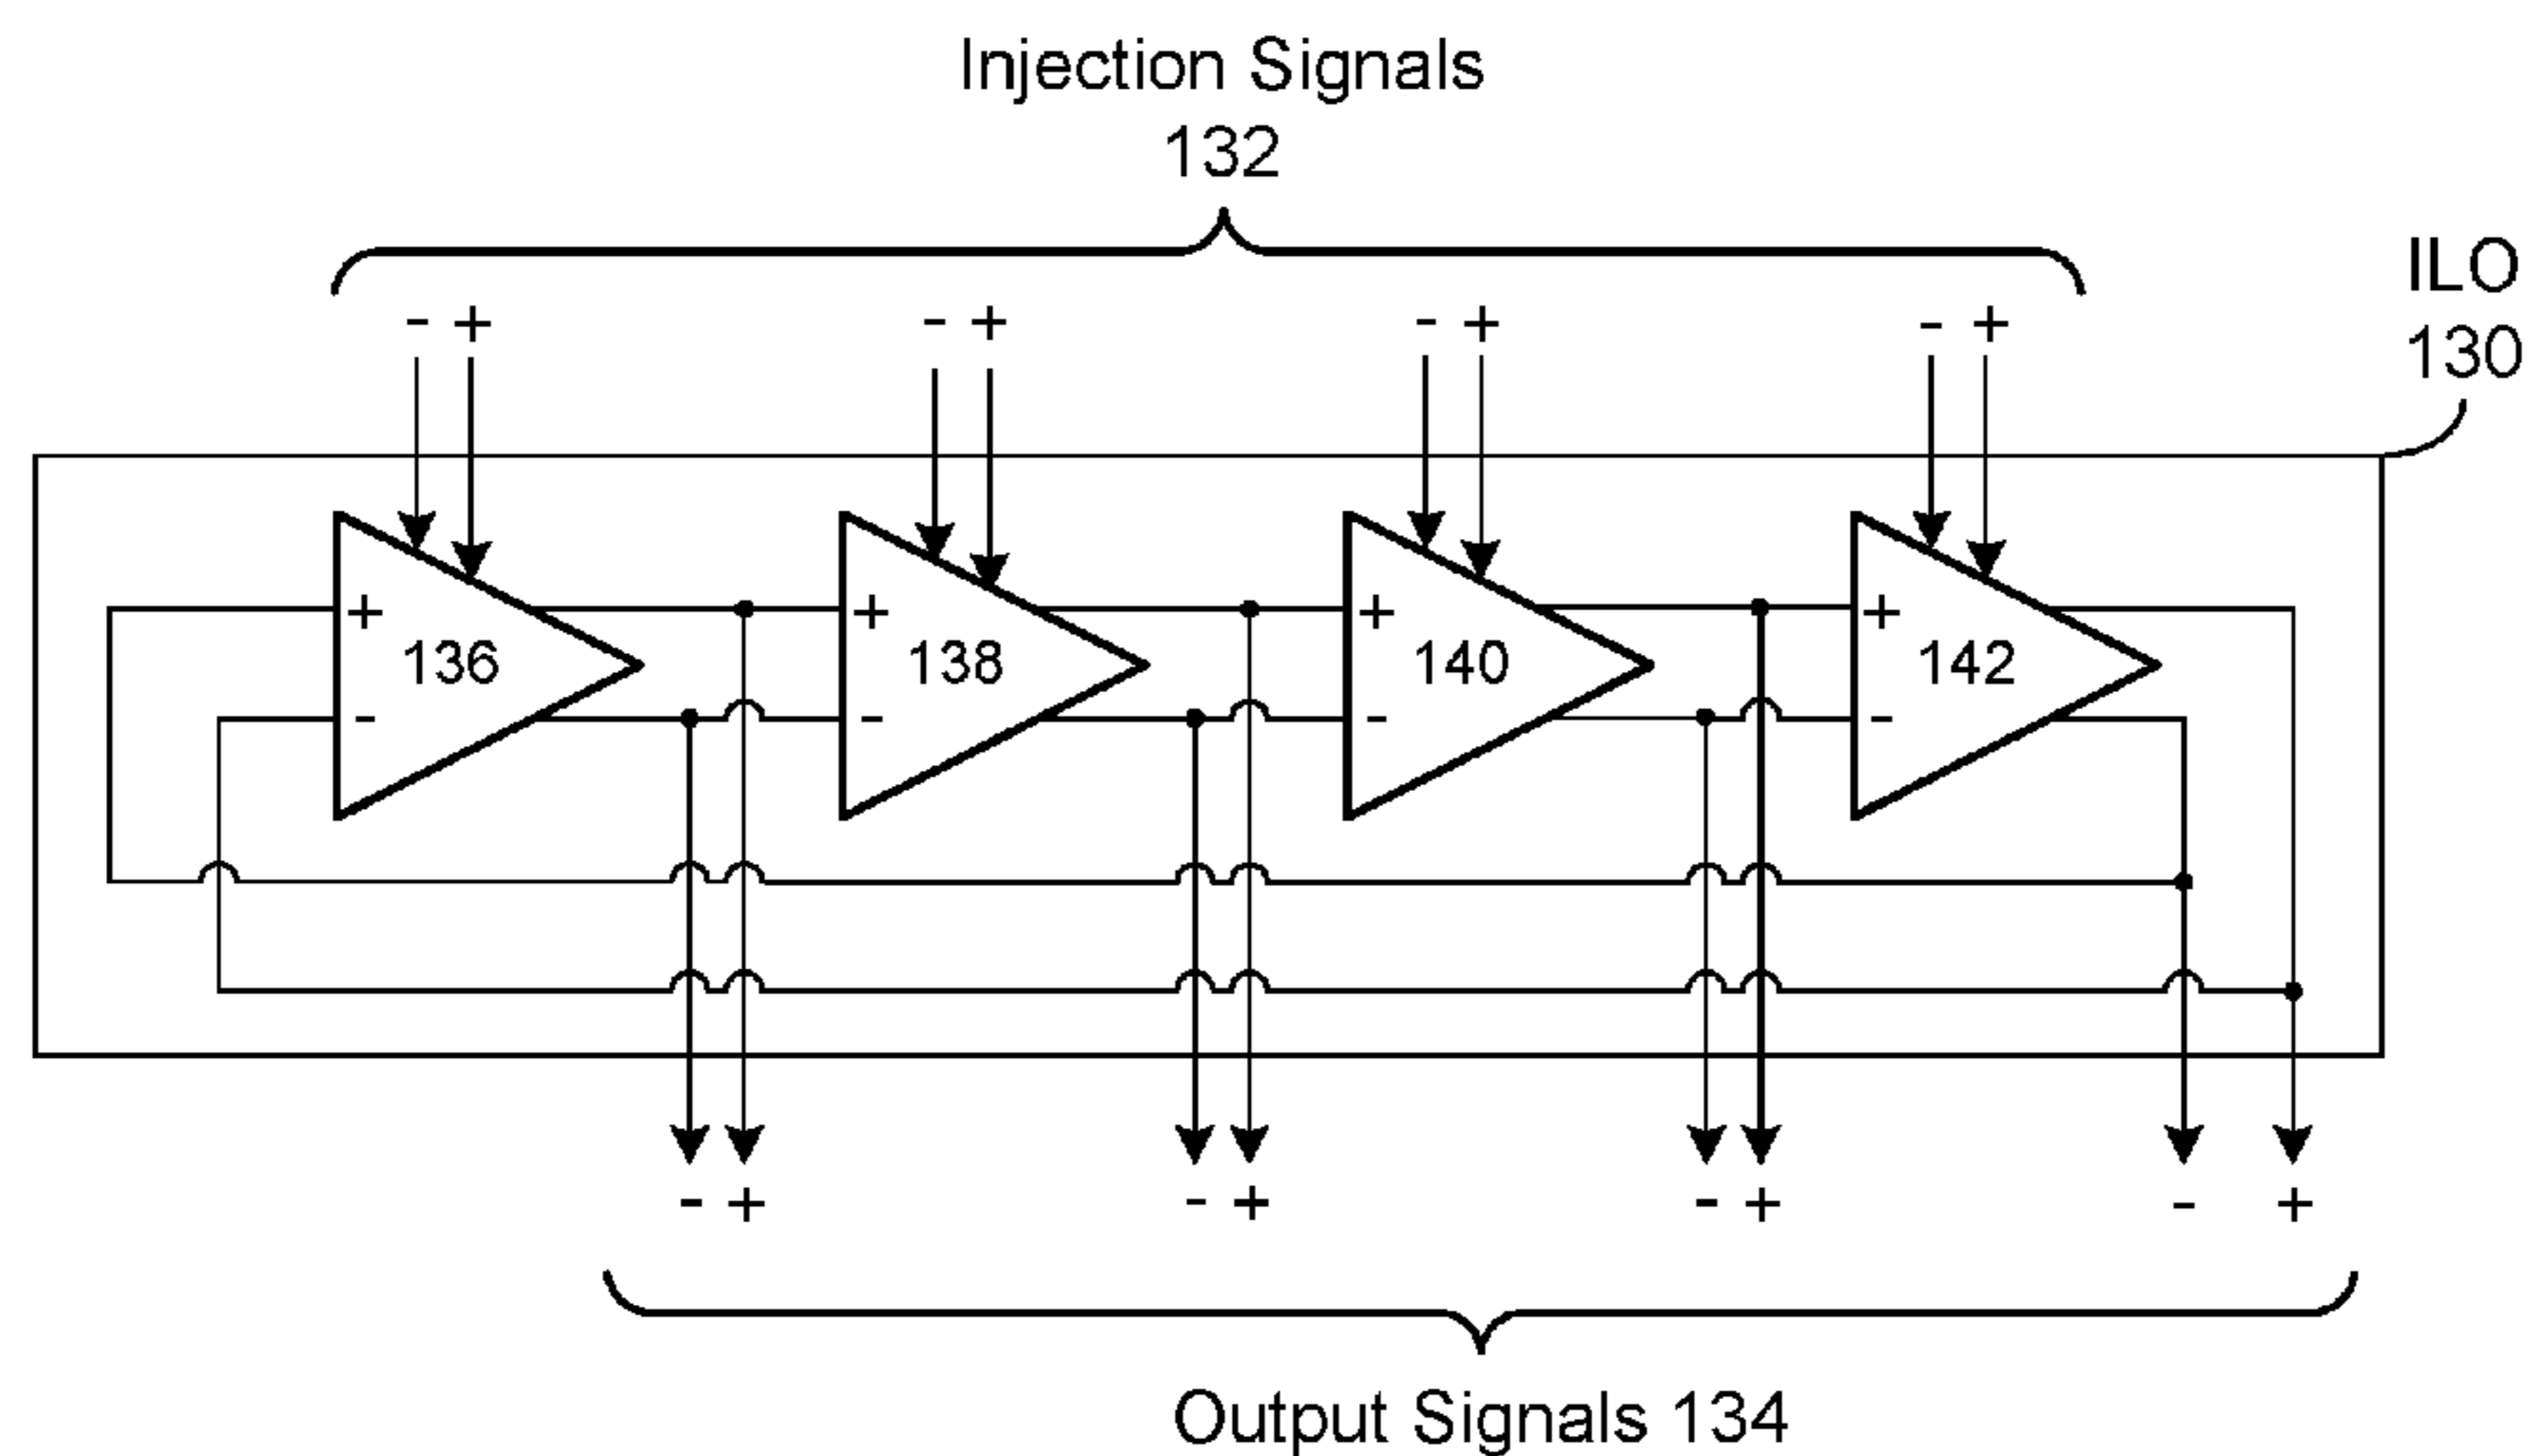 Injection Signals
132
ILO
130
- + - + - + - +
+ + + +
136 138 140 142
- - - -
- + - + - + - +
Output Signals 134